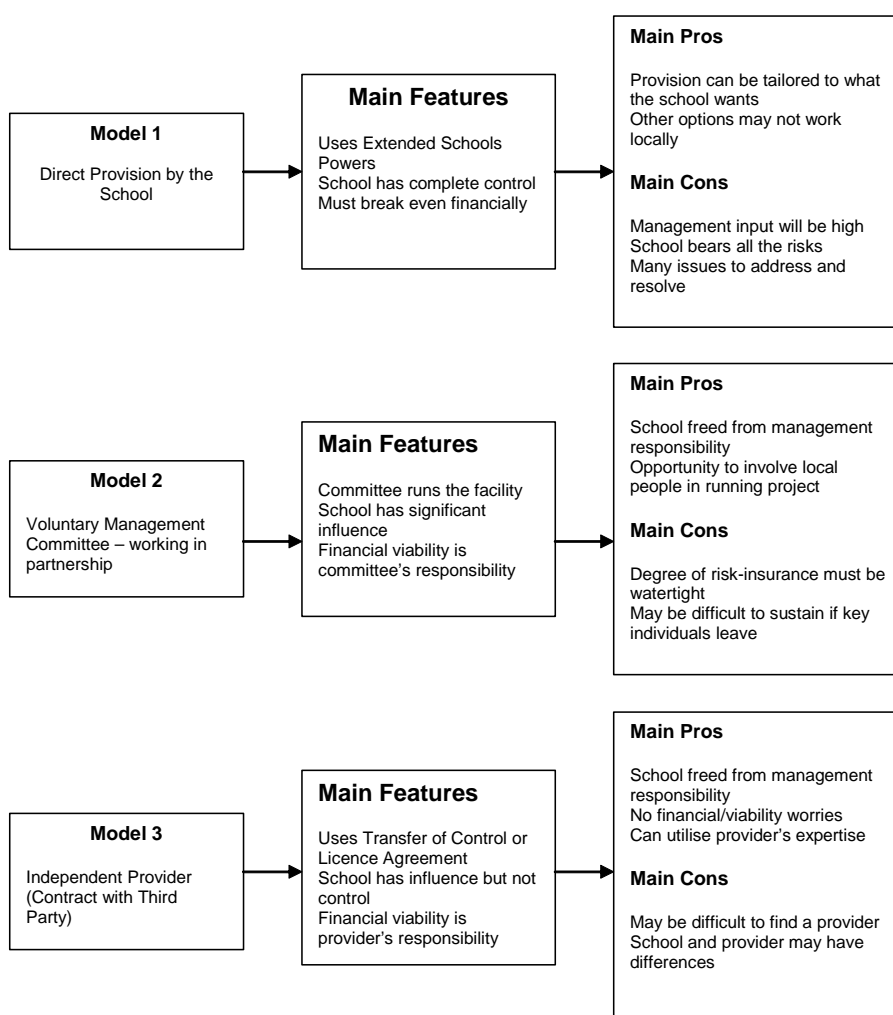 Model 1
Direct Provision by the
School
Main Features
Uses Extended Schools
Powers
School has complete control
Must break even financially
Main Pros
Provision can be tailored to what
the school wants
Other options may not work
locally
Main Cons
Management input will be high
School bears all the risks
Many issues to address and
resolve
Model 2
Voluntary Management
Committee – working in
partnership
Main Features
Committee runs the facility
School has significant
influence
Financial viability is
committee's responsibility
Main Pros
School freed from management
responsibility
Opportunity to involve local
people in running project
Main Cons
Degree of risk-insurance must be
watertight
May be difficult to sustain if key
individuals leave
Model 3
Independent Provider
(Contract with Third
Party)
Main Features
Uses Transfer of Control or
Licence Agreement
School has influence but not
control
Financial viability is
provider's responsibility
Main Pros
School freed from management
responsibility
No financial/viability worries
Can utilise provider's expertise
Main Cons
May be difficult to find a provider
School and provider may have
differences